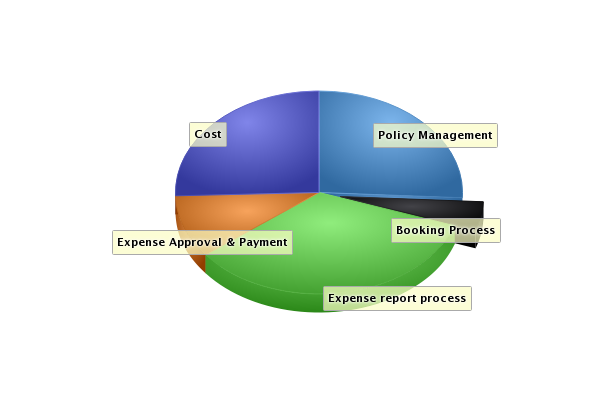 Cost
Policy Management
Booking Process
Expense Approval & Payment
Expense report process